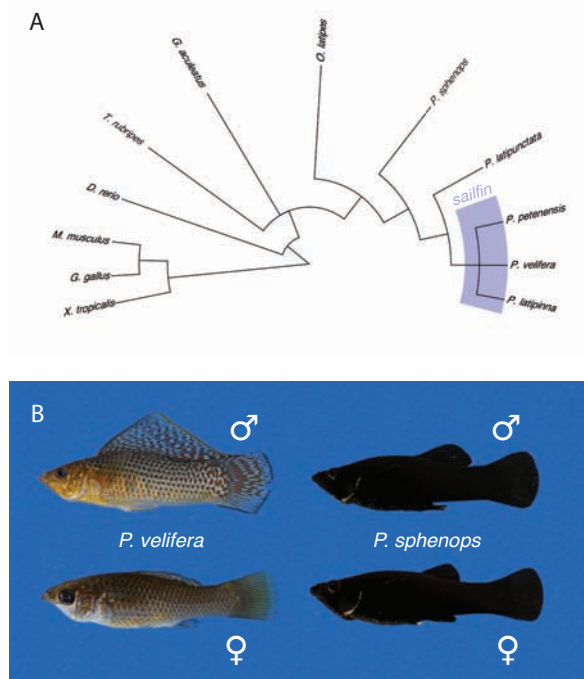 A
G. aculeatus
O. latipes
P. sphenops
T. rubripes
P. latipunctata
sailfin
D. rerio
P. petenensis
M. musculus
P. velifera
G. gallus
P. latipinna
X. tropicalis
B
♂ ♂
P. velifera P. sphenops
♀ ♀